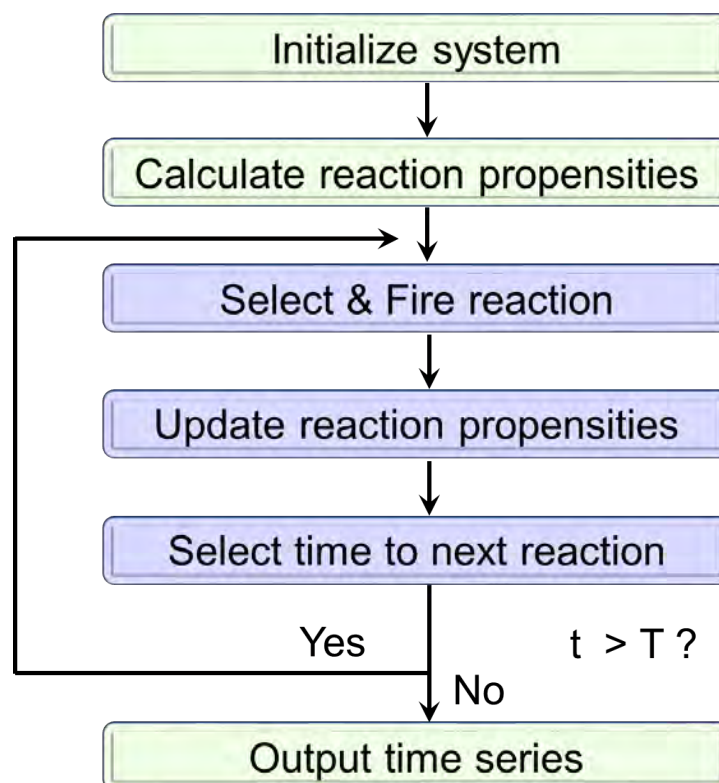 Initialize system
Calculate reaction propensities
Select & Fire reaction
Update reaction propensities
Select time to next reaction
Yes
t > T ?
No
Output time series